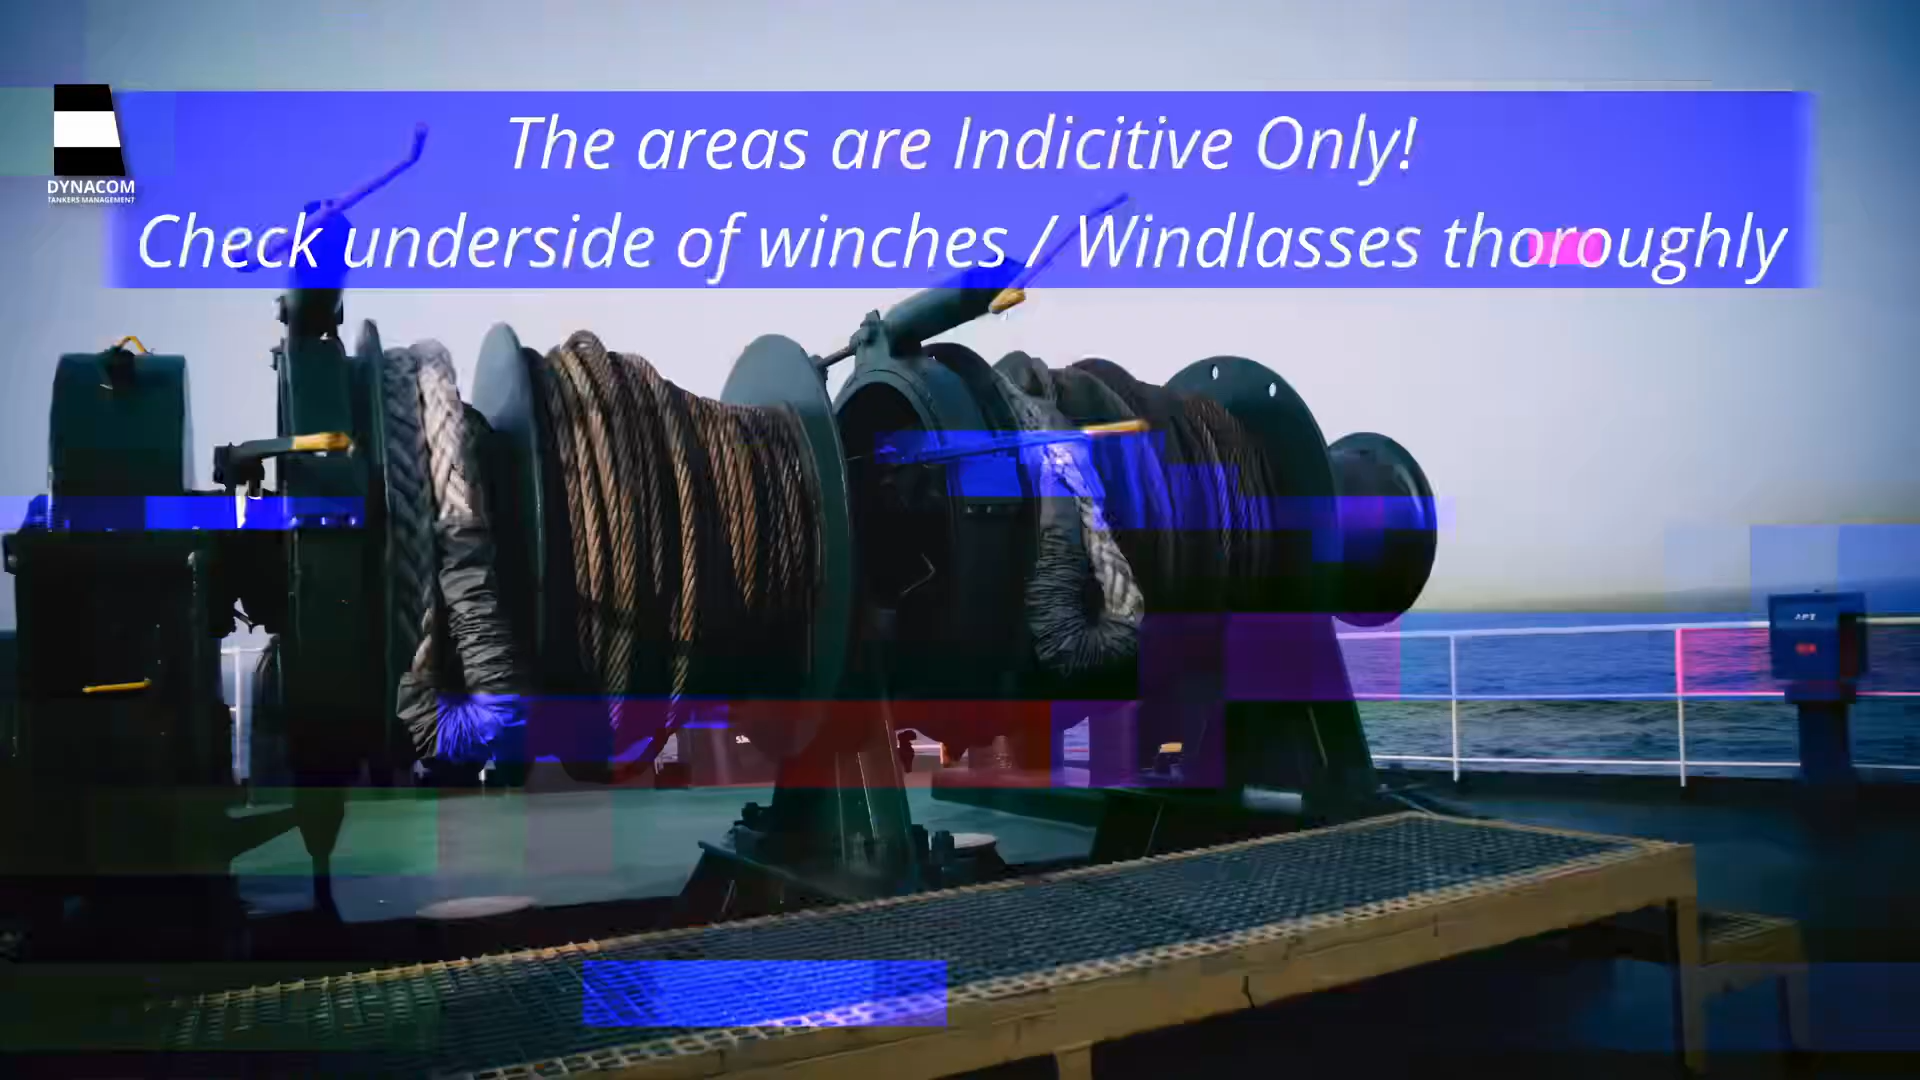 The areas are Indicitive Only!
Check underside of winches / Windlasses thoroughly
DYNACOM
TANKERS MANAGEMENT